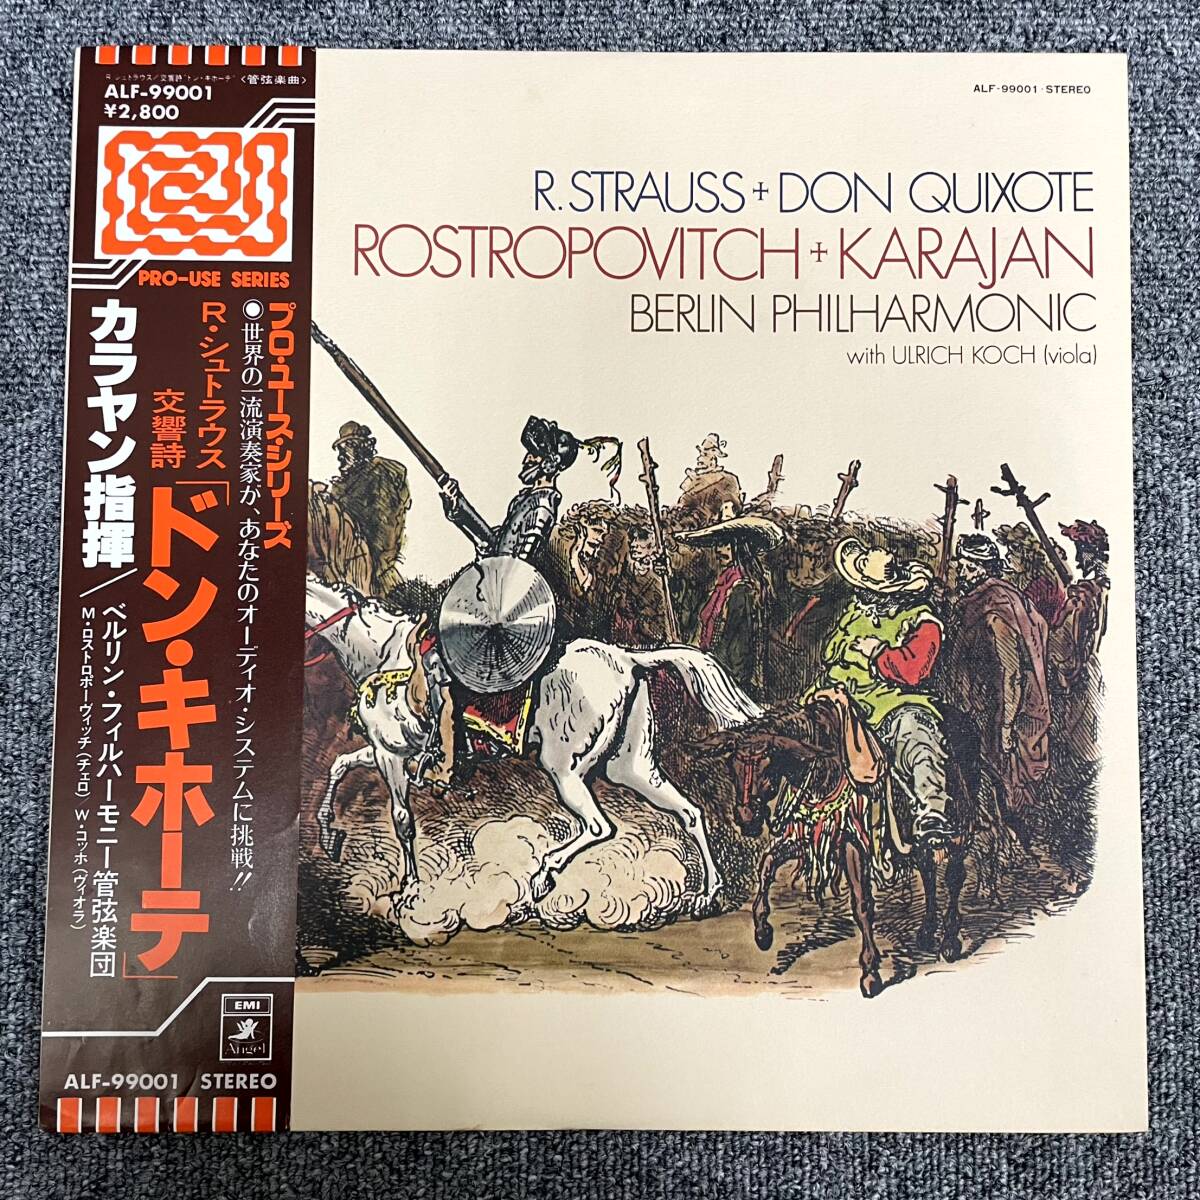 R・シュトラウス／交響詩"ドン・キホーテ" 〈管弦楽曲〉
ALF-99001
¥2,800
PRO-USE SERIES
プロ・ユース・シリーズ
●世界の一流演奏家が、あなたのオーディオ・システムに挑戦!!
R・シュトラウス
交響詩
「ドン・キホーテ」
カラヤン指揮／ベルリン・フィルハーモニー管弦楽団
M・ロストロポーヴィッチ〈チェロ〉／W・コッホ〈ヴィオラ〉
EMI
Angel
ALF-99001 STEREO
ALF-99001・STEREO
R. STRAUSS + DON QUIXOTE
ROSTROPOVITCH + KARAJAN
BERLIN PHILHARMONIC
with ULRICH KOCH (viola)